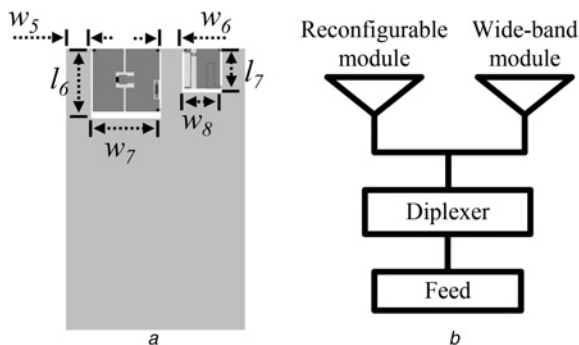 w5
w6
l6
l7
w7
w8
a
Reconfigurable
module
Wide-band
module
Diplexer
Feed
b